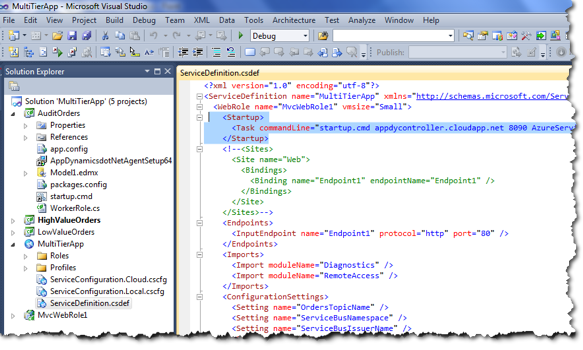 MultiTierApp - Microsoft Visual Studio
File Edit View Project Build Debug Team XML Data Tools Architecture Test Analyze Window Help
Debug
Publish:
Solution Explorer
ServiceDefinition.csdef
Solution 'MultiTierApp' (5 projects)
AuditOrders
Properties
References
app.config
AppDynamicsdotNetAgentSetup64
Model1.edmx
packages.config
startup.cmd
WorkerRole.cs
HighValueOrders
LowValueOrders
MultiTierApp
Roles
Profiles
ServiceConfiguration.Cloud.cscfg
ServiceConfiguration.Local.cscfg
ServiceDefinition.csdef
MvcWebRole1
<?xml version="1.0" encoding="utf-8"?>
<ServiceDefinition name="MultiTierApp" xmlns="http://schemas.microsoft.com/Serv
<WebRole name="MvcWebRole1" vmsize="Small">
<Startup>
<Task commandLine="startup.cmd appdycontroller.cloudapp.net 8090 AzureServ
</Startup>
<!--<Sites>
<Site name="Web">
<Bindings>
<Binding name="Endpoint1" endpointName="Endpoint1" />
</Bindings>
</Site>
</Sites>-->
<Endpoints>
<InputEndpoint name="Endpoint1" protocol="http" port="80" />
</Endpoints>
<Imports>
<Import moduleName="Diagnostics" />
<Import moduleName="RemoteAccess" />
</Imports>
<ConfigurationSettings>
<Setting name="OrdersTopicName" />
<Setting name="ServiceBusNamespace" />
<Setting name="ServiceBusIssuerName" />